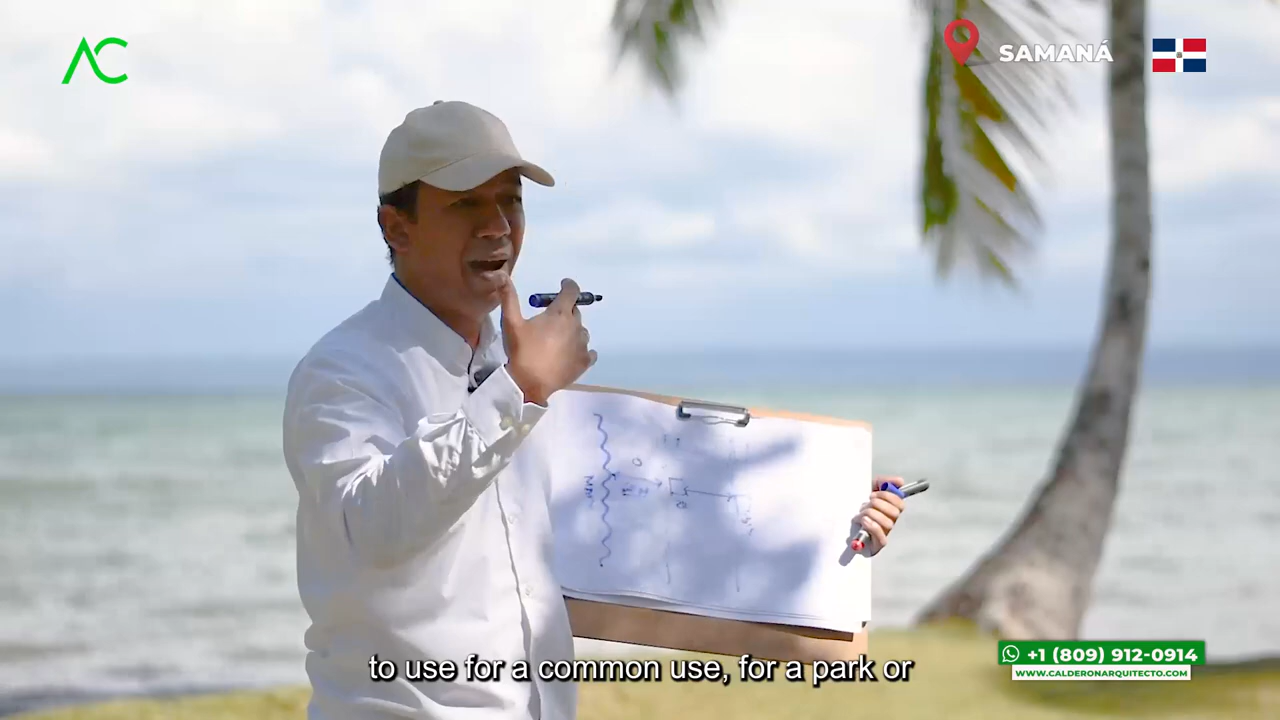 AC
SAMANÁ
to use for a common use, for a park or
+1 (809) 912-0914
WWW.CALDERONARQUITECTO.COM